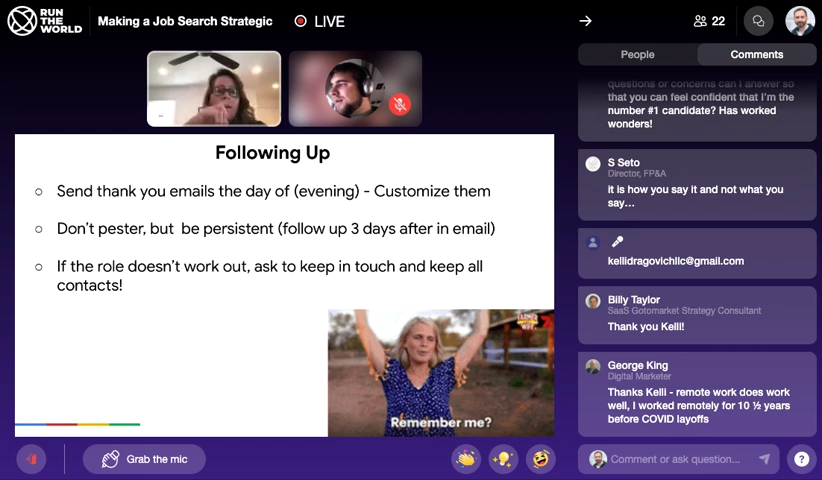 RUN
THE
WORLD
Making a Job Search Strategic
LIVE
22
People
Comments
Following Up
Send thank you emails the day of (evening) - Customize them
Don't pester, but be persistent (follow up 3 days after in email)
If the role doesn't work out, ask to keep in touch and keep all
contacts!
Remember me?
Grab the mic
questions or concerns can I answer so
that you can feel confident that I'm the
number #1 candidate? Has worked
wonders!
S Seto
Director, FP&A
it is how you say it and not what you
say...
kellidragovichllc@gmail.com
Billy Taylor
SaaS Gotomarket Strategy Consultant
Thank you Kelli!
George King
Digital Marketer
Thanks Kelli - remote work does work
well, I worked remotely for 10 ½ years
before COVID layoffs
Comment or ask question...
?